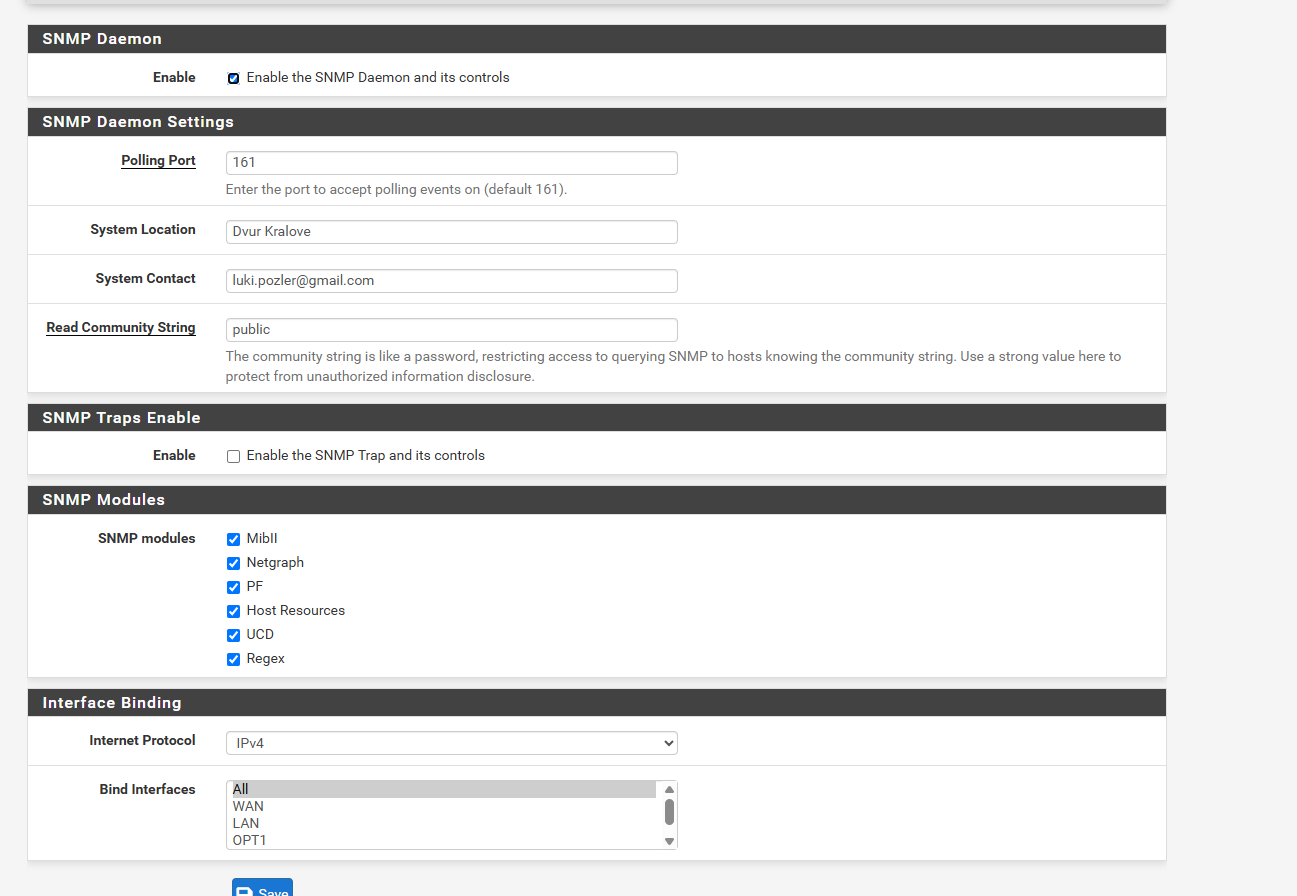 SNMP Daemon
Enable
Enable the SNMP Daemon and its controls
SNMP Daemon Settings
Polling Port
161
Enter the port to accept polling events on (default 161).
System Location
Dvur Kralove
System Contact
luki.pozler@gmail.com
Read Community String
public
The community string is like a password, restricting access to querying SNMP to hosts knowing the community string. Use a strong value here to
protect from unauthorized information disclosure.
SNMP Traps Enable
Enable
Enable the SNMP Trap and its controls
SNMP Modules
SNMP modules
MibII
Netgraph
PF
Host Resources
UCD
Regex
Interface Binding
Internet Protocol
IPv4
Bind Interfaces
All
WAN
LAN
OPT1
Save